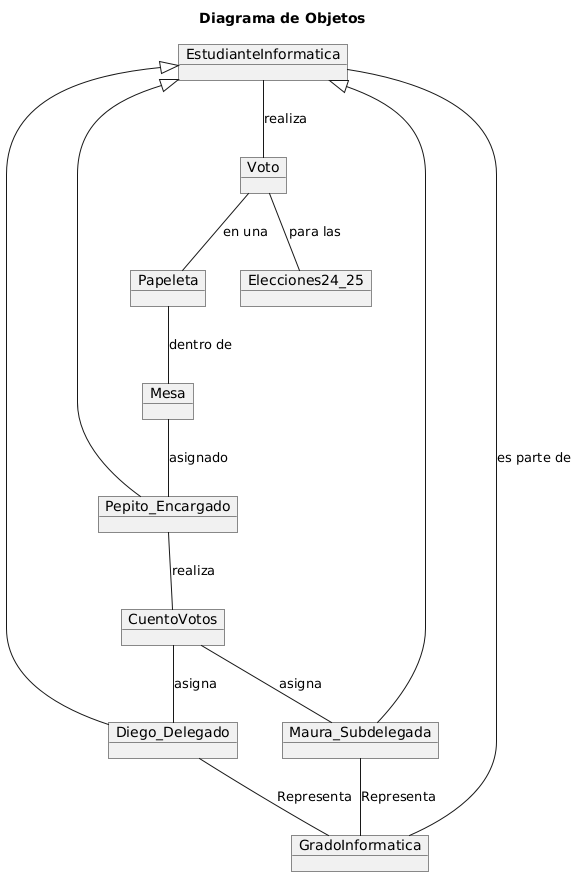 Diagrama de Objetos
EstudianteInformatica
realiza
Voto
en una
para las
Papeleta
Elecciones24_25
dentro de
Mesa
asignado
es parte de
Pepito_Encargado
realiza
CuentoVotos
asigna
asigna
Diego_Delegado
Maura_Subdelegada
Representa
Representa
GradoInformatica